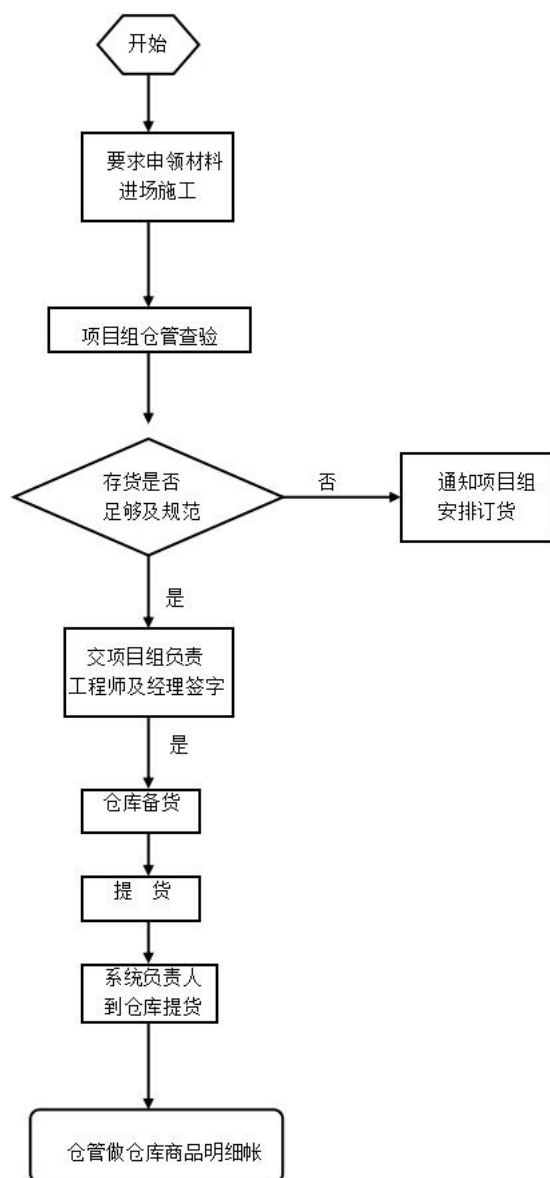 开始
要求申领材料
进场施工
项目组仓管查验
存货是否
足够及规范
否
通知项目组
安排订货
是
交项目组负责
工程师及经理签字
是
仓库备货
提 货
系统负责人
到仓库提货
仓管做仓库商品明细帐